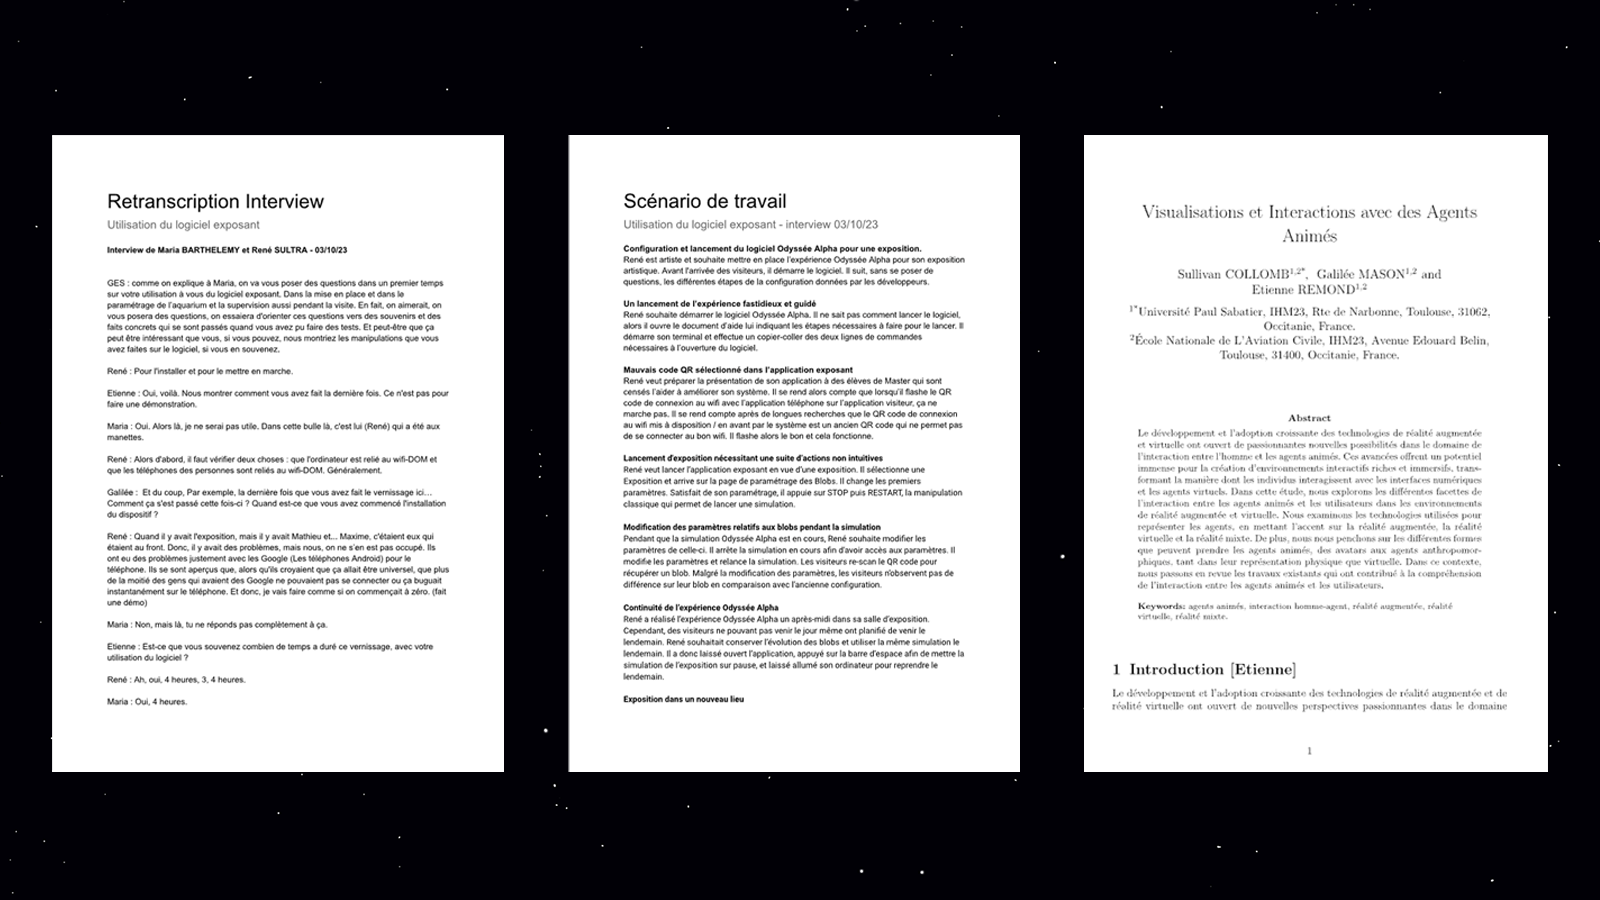 Retranscription Interview
Utilisation du logiciel exposant
Interview de Maria BARTHELEMY et René SULTRA - 03/10/23
GES : comme on explique à Maria, on va vous poser des questions dans un premier temps
sur votre utilisation à vous du logiciel exposant. Dans la mise en place et dans le
paramétrage de l'aquarium et la supervision aussi pendant la visite. En fait, on aimerait, on
vous posera des questions, on essaiera d'orienter ces questions vers des souvenirs et des
faits concrets qui se sont passés quand vous avez pu faire des tests. Et peut-être que ça
peut être intéressant que vous, si vous pouvez, nous montriez les manipulations que vous
avez faites sur le logiciel, si vous en souvenez.
René : Pour l'installer et pour le mettre en marche.
Etienne : Oui, voilà. Nous montrer comment vous avez fait la dernière fois. Ce n'est pas pour
faire une démonstration.
Maria : Oui. Alors là, je ne serai pas utile. Dans cette bulle là, c'est lui (René) qui a été aux
manettes.
René : Alors d'abord, il faut vérifier deux choses : que l'ordinateur est relié au wifi-DOM et
que les téléphones des personnes sont reliés au wifi-DOM. Généralement.
Galilée : Et du coup, Par exemple, la dernière fois que vous avez fait le vernissage ici...
Comment ça s'est passé cette fois-ci ? Quand est-ce que vous avez commencé l'installation
du dispositif ?
René : Quand il y avait l'exposition, mais il y avait Mathieu et... Maxime, c'étaient eux qui
étaient au front. Donc, il y avait des problèmes, mais nous, on ne s'en est pas occupé. Ils
ont eu des problèmes justement avec les Google (Les téléphones Android) pour le
téléphone. Ils se sont aperçus que, alors qu'ils croyaient que ça allait être universel, que plus
de la moitié des gens qui avaient des Google ne pouvaient pas se connecter ou ça buguait
instantanément sur le téléphone. Et donc, je vais faire comme si on commençait à zéro. (fait
une démo)
Maria : Non, mais là, tu ne réponds pas complètement à ça.
Etienne : Est-ce que vous souvenez combien de temps a duré ce vernissage, avec votre
utilisation du logiciel ?
René : Ah, oui, 4 heures, 3, 4 heures.
Maria : Oui, 4 heures.
Scénario de travail
Utilisation du logiciel exposant - interview 03/10/23
Configuration et lancement du logiciel Odyssée Alpha pour une exposition.
René est artiste et souhaite mettre en place l'expérience Odyssée Alpha pour son exposition
artistique. Avant l'arrivée des visiteurs, il démarre le logiciel. Il suit, sans se poser de
questions, les différentes étapes de la configuration données par les développeurs.
Un lancement de l'expérience fastidieux et guidé
René souhaite démarrer le logiciel Odyssée Alpha. Il ne sait pas comment lancer le logiciel,
alors il ouvre le document d'aide lui indiquant les étapes nécessaires à faire pour le lancer. Il
démarre son terminal et effectue un copier-coller des deux lignes de commandes
nécessaires à l'ouverture du logiciel.
Mauvais code QR sélectionné dans l'application exposant
René veut préparer la présentation de son application à des élèves de Master qui sont
censés l'aider à améliorer son système. Il se rend alors compte que lorsqu'il flashe le QR
code de connexion au wifi avec l'application téléphone sur l'application visiteur, ça ne
marche pas. Il se rend compte après de longues recherches que le QR code de connexion
au wifi mis à disposition / en avant par le système est un ancien QR code qui ne permet pas
de se connecter au bon wifi. Il flashe alors le bon et cela fonctionne.
Lancement d'exposition nécessitant une suite d'actions non intuitives
René veut lancer l'application exposant en vue d'une exposition. Il sélectionne une
Exposition et arrive sur la page de paramétrage des Blobs. Il change les premiers
paramètres. Satisfait de son paramétrage, il appuie sur STOP puis RESTART, la manipulation
classique qui permet de lancer une simulation.
Modification des paramètres relatifs aux blobs pendant la simulation
Pendant que la simulation Odyssée Alpha est en cours, René souhaite modifier les
paramètres de celle-ci. Il arrête la simulation en cours afin d'avoir accès aux paramètres. Il
modifie les paramètres et relance la simulation. Les visiteurs re-scan le QR code pour
récupérer un blob. Malgré la modification des paramètres, les visiteurs n'observent pas de
différence sur leur blob en comparaison avec l'ancienne configuration.
Continuité de l'expérience Odyssée Alpha
René a réalisé l'expérience Odyssée Alpha un après-midi dans sa salle d'exposition.
Cependant, des visiteurs ne pouvant pas venir le jour même ont planifié de venir le
lendemain. René souhaitait conserver l'évolution des blobs et utiliser la même simulation le
lendemain. Il a donc laissé ouvert l'application, appuyé sur la barre d'espace afin de mettre la
simulation de l'exposition sur pause, et laissé allumé son ordinateur pour reprendre le
lendemain.
Exposition dans un nouveau lieu
Visualisations et Interactions avec des Agents
Animés
Sullivan COLLOMB1,2*, Galilée MASON1,2 and
Etienne REMOND1,2
1*Université Paul Sabatier, IHM23, Rte de Narbonne, Toulouse, 31062,
Occitanie, France.
2École Nationale de L'Aviation Civile, IHM23, Avenue Edouard Belin,
Toulouse, 31400, Occitanie, France.
Abstract
Le développement et l'adoption croissante des technologies de réalité augmentée
et virtuelle ont ouvert de passionnantes nouvelles possibilités dans le domaine de
l'interaction entre l'homme et les agents animés. Ces avancées offrent un potentiel
immense pour la création d'environnements interactifs riches et immersifs, trans-
formant la manière dont les individus interagissent avec les interfaces numériques
et les agents virtuels. Dans cette étude, nous explorons les différentes facettes de
l'interaction entre les agents animés et les utilisateurs dans les environnements
de réalité augmentée et virtuelle. Nous examinons les technologies utilisées pour
représenter les agents, en mettant l'accent sur la réalité augmentée, la réalité
virtuelle et la réalité mixte. De plus, nous nous penchons sur les différentes formes
que peuvent prendre les agents animés, des avatars aux agents anthropomor-
phiques, tant dans leur représentation physique que virtuelle. Dans ce contexte,
nous passons en revue les travaux existants qui ont contribué à la compréhension
de l'interaction entre les agents animés et les utilisateurs.
Keywords: agents animés, interaction homme-agent, réalité augmentée, réalité
virtuelle, réalité mixte.
1 Introduction [Etienne]
Le développement et l'adoption croissante des technologies de réalité augmentée et de
réalité virtuelle ont ouvert de nouvelles perspectives passionnantes dans le domaine
1